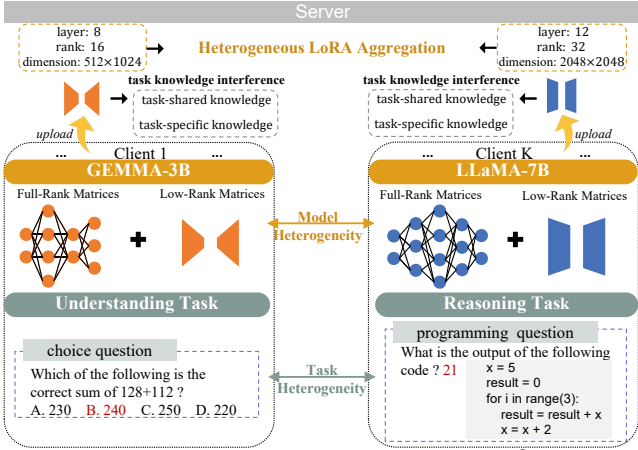 Server
layer: 8
rank: 16
dimension: 512×1024
Heterogeneous LoRA Aggregation
layer: 12
rank: 32
dimension: 2048×2048
task knowledge interference
task-shared knowledge
task-specific knowledge
upload
task knowledge interference
task-shared knowledge
task-specific knowledge
upload
... Client 1 ...
GEMMA-3B
Full-Rank Matrices Low-Rank Matrices
Understanding Task
choice question
Which of the following is the
correct sum of 128+112 ?
A. 230 B. 240 C. 250 D. 220
Model
Heterogeneity
Task
Heterogeneity
... Client K ...
LLaMA-7B
Full-Rank Matrices Low-Rank Matrices
Reasoning Task
programming question
What is the output of the following
code ? 21
x = 5
result = 0
for i in range(3):
result = result + x
x = x + 2